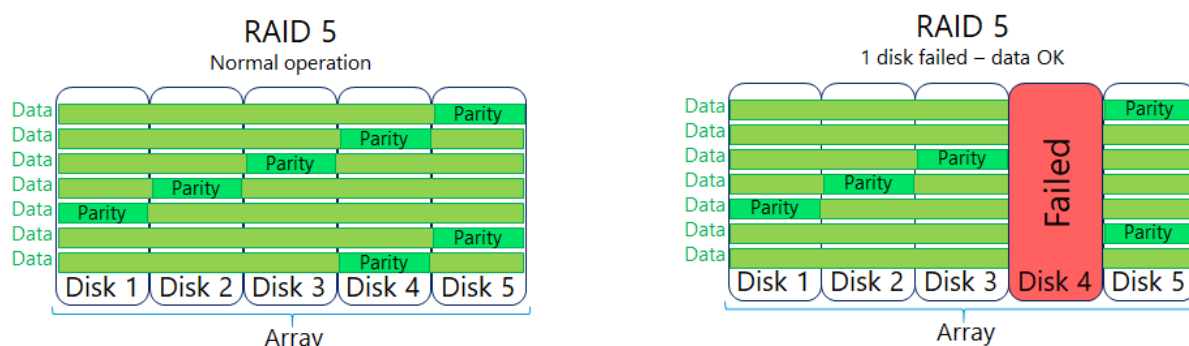 RAID 5
Normal operation
Data Parity
Data Parity
Data Parity
Data Parity
Data Parity
Data Parity
Data Parity
Disk 1 Disk 2 Disk 3 Disk 4 Disk 5
Array
RAID 5
1 disk failed – data OK
Data Parity
Data
Data Parity
Data Parity
Data Parity
Data Parity
Data
Failed
Disk 1 Disk 2 Disk 3 Disk 4 Disk 5
Array